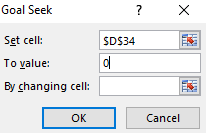 Goal Seek
Set cell: $D$34
To value: 0
By changing cell:
OK Cancel